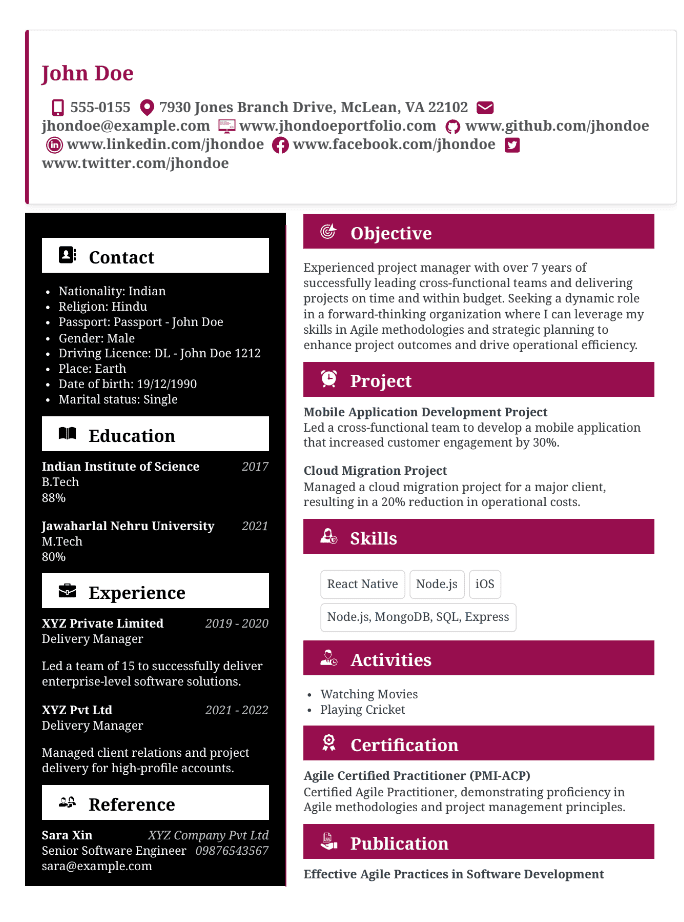 John Doe
555-0155 7930 Jones Branch Drive, McLean, VA 22102
jhondoe@example.com www.jhondoeportfolio.com www.github.com/jhondoe
www.linkedin.com/jhondoe www.facebook.com/jhondoe
www.twitter.com/jhondoe
Contact
• Nationality: Indian
• Religion: Hindu
• Passport: Passport - John Doe
• Gender: Male
• Driving Licence: DL - John Doe 1212
• Place: Earth
• Date of birth: 19/12/1990
• Marital status: Single
Education
Indian Institute of Science 2017
B.Tech
88%
Jawaharlal Nehru University 2021
M.Tech
80%
Experience
XYZ Private Limited 2019 - 2020
Delivery Manager
Led a team of 15 to successfully deliver
enterprise-level software solutions.
XYZ Pvt Ltd 2021 - 2022
Delivery Manager
Managed client relations and project
delivery for high-profile accounts.
Reference
Sara Xin XYZ Company Pvt Ltd
Senior Software Engineer 09876543567
sara@example.com
Objective
Experienced project manager with over 7 years of
successfully leading cross-functional teams and delivering
projects on time and within budget. Seeking a dynamic role
in a forward-thinking organization where I can leverage my
skills in Agile methodologies and strategic planning to
enhance project outcomes and drive operational efficiency.
Project
Mobile Application Development Project
Led a cross-functional team to develop a mobile application
that increased customer engagement by 30%.
Cloud Migration Project
Managed a cloud migration project for a major client,
resulting in a 20% reduction in operational costs.
Skills
React Native Node.js iOS
Node.js, MongoDB, SQL, Express
Activities
• Watching Movies
• Playing Cricket
Certification
Agile Certified Practitioner (PMI-ACP)
Certified Agile Practitioner, demonstrating proficiency in
Agile methodologies and project management principles.
Publication
Effective Agile Practices in Software Development